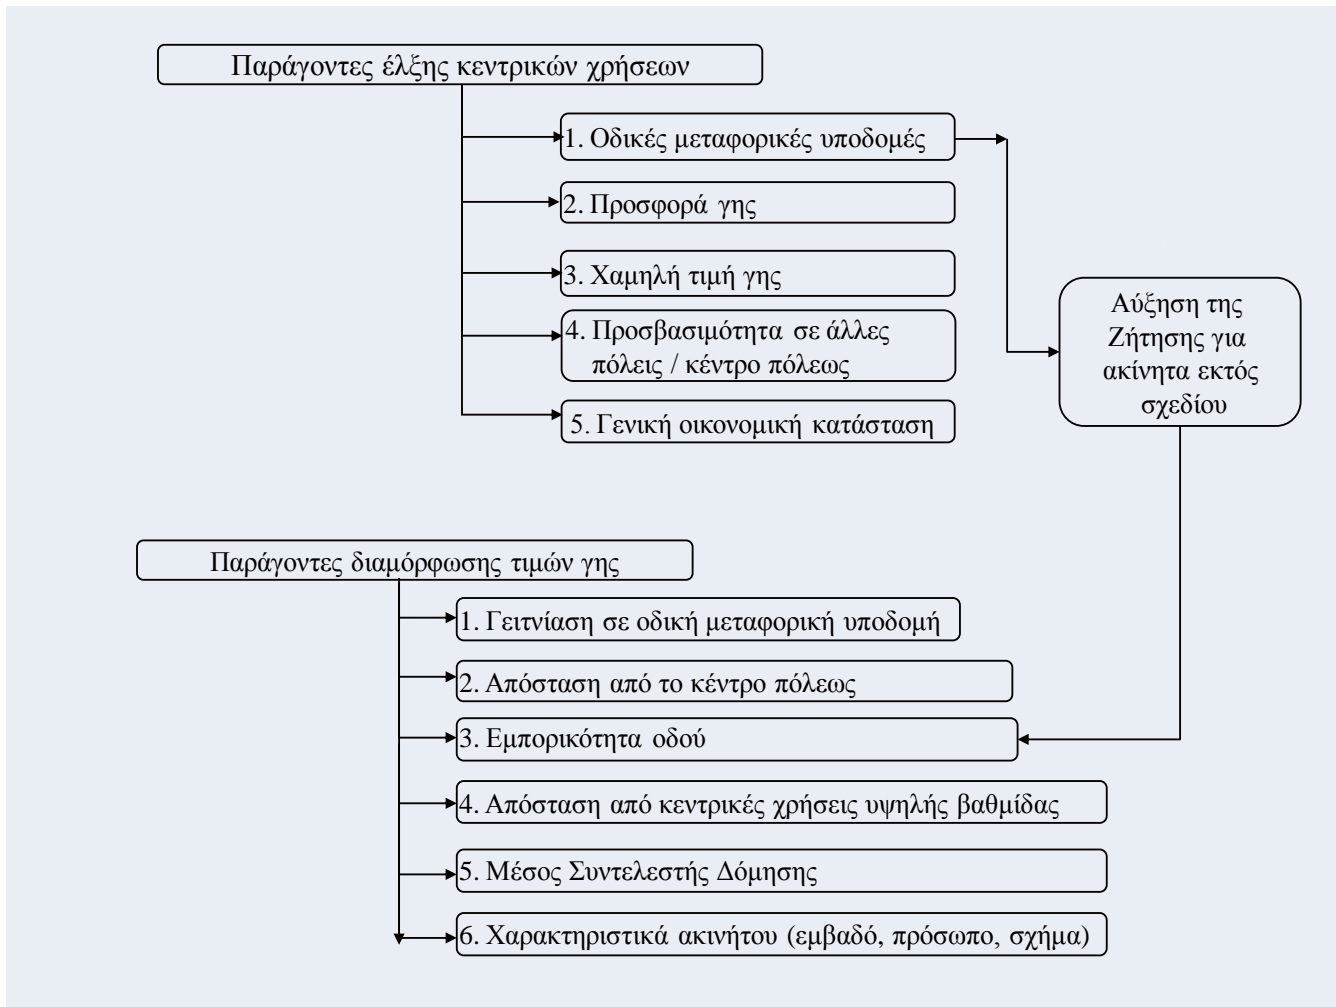 Παράγοντες έλξης κεντρικών χρήσεων
1. Οδικές μεταφορικές υποδομές
2. Προσφορά γης
3. Χαμηλή τιμή γης
4. Προσβασιμότητα σε άλλες
πόλεις / κέντρο πόλεως
5. Γενική οικονομική κατάσταση
Αύξηση της
Ζήτησης για
ακίνητα εκτός
σχεδίου
Παράγοντες διαμόρφωσης τιμών γης
1. Γειτνίαση σε οδική μεταφορική υποδομή
2. Απόσταση από το κέντρο πόλεως
3. Εμπορικότητα οδού
4. Απόσταση από κεντρικές χρήσεις υψηλής βαθμίδας
5. Μέσος Συντελεστής Δόμησης
6. Χαρακτηριστικά ακινήτου (εμβαδό, πρόσωπο, σχήμα)